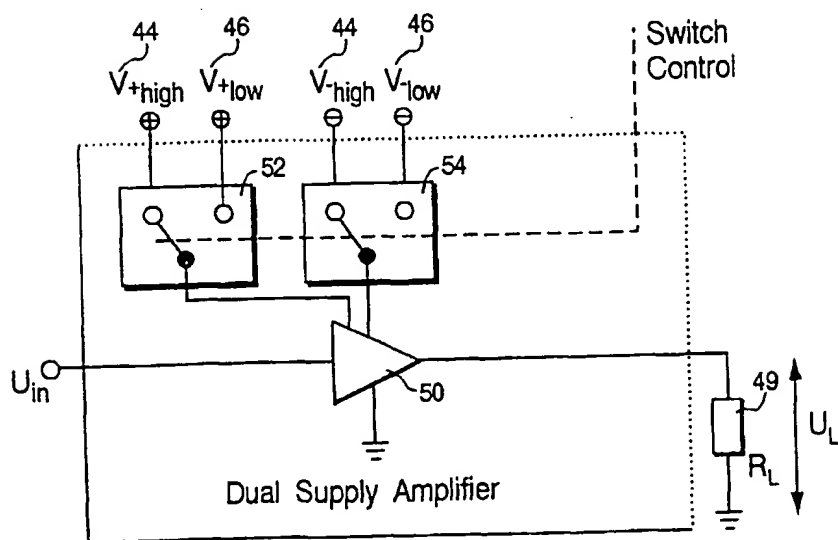 44 46 44 46 Switch
V+high V+low V-high V-low Control
52 54
Uin 50 49
UL
RL
Dual Supply Amplifier